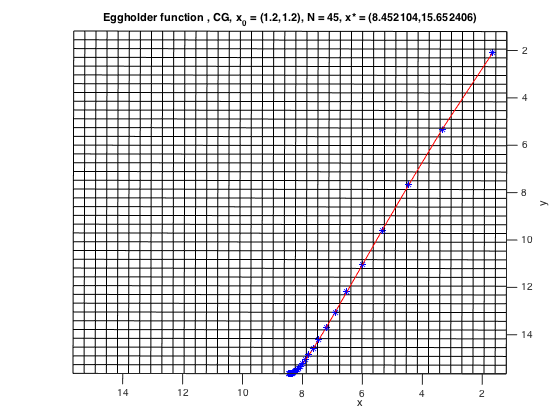 Eggholder function , CG, x0 = (1.2,1.2), N = 45, x* = (8.452104,15.652406)
2
4
6
8
10
12
14
y
14 12 10 8 6 4 2
x